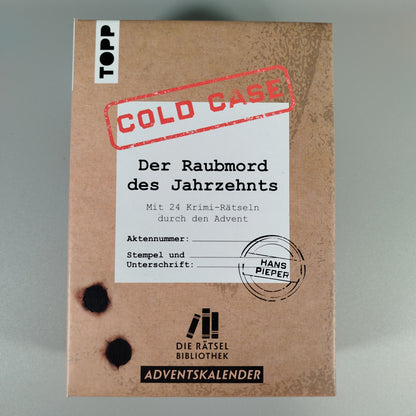 TOPP
COLD CASE
Der Raubmord
des Jahrzehnts
Mit 24 Krimi-Rätseln
durch den Advent
Aktennummer:
Stempel und
Unterschrift:
HANS
PIEPER
DIE RÄTSEL
BIBLIOTHEK
ADVENTSKALENDER